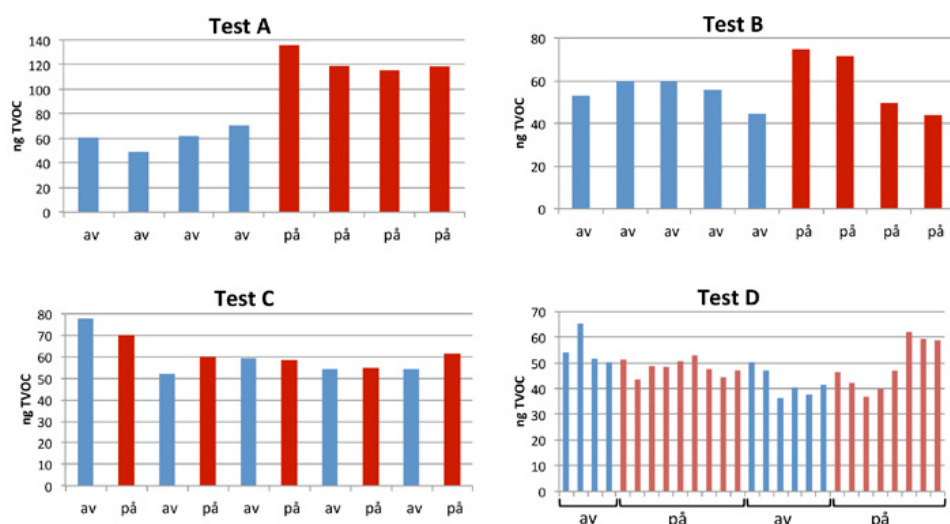 Test A
ng TVOC
140
120
100
80
60
40
20
0
av av av av på på på på
Test B
ng TVOC
80
60
40
20
0
av av av av av på på på på
Test C
ng TVOC
80
70
60
50
40
30
20
10
0
av på av på av på av på av på
Test D
ng TVOC
70
60
50
40
30
20
10
0
av på av på